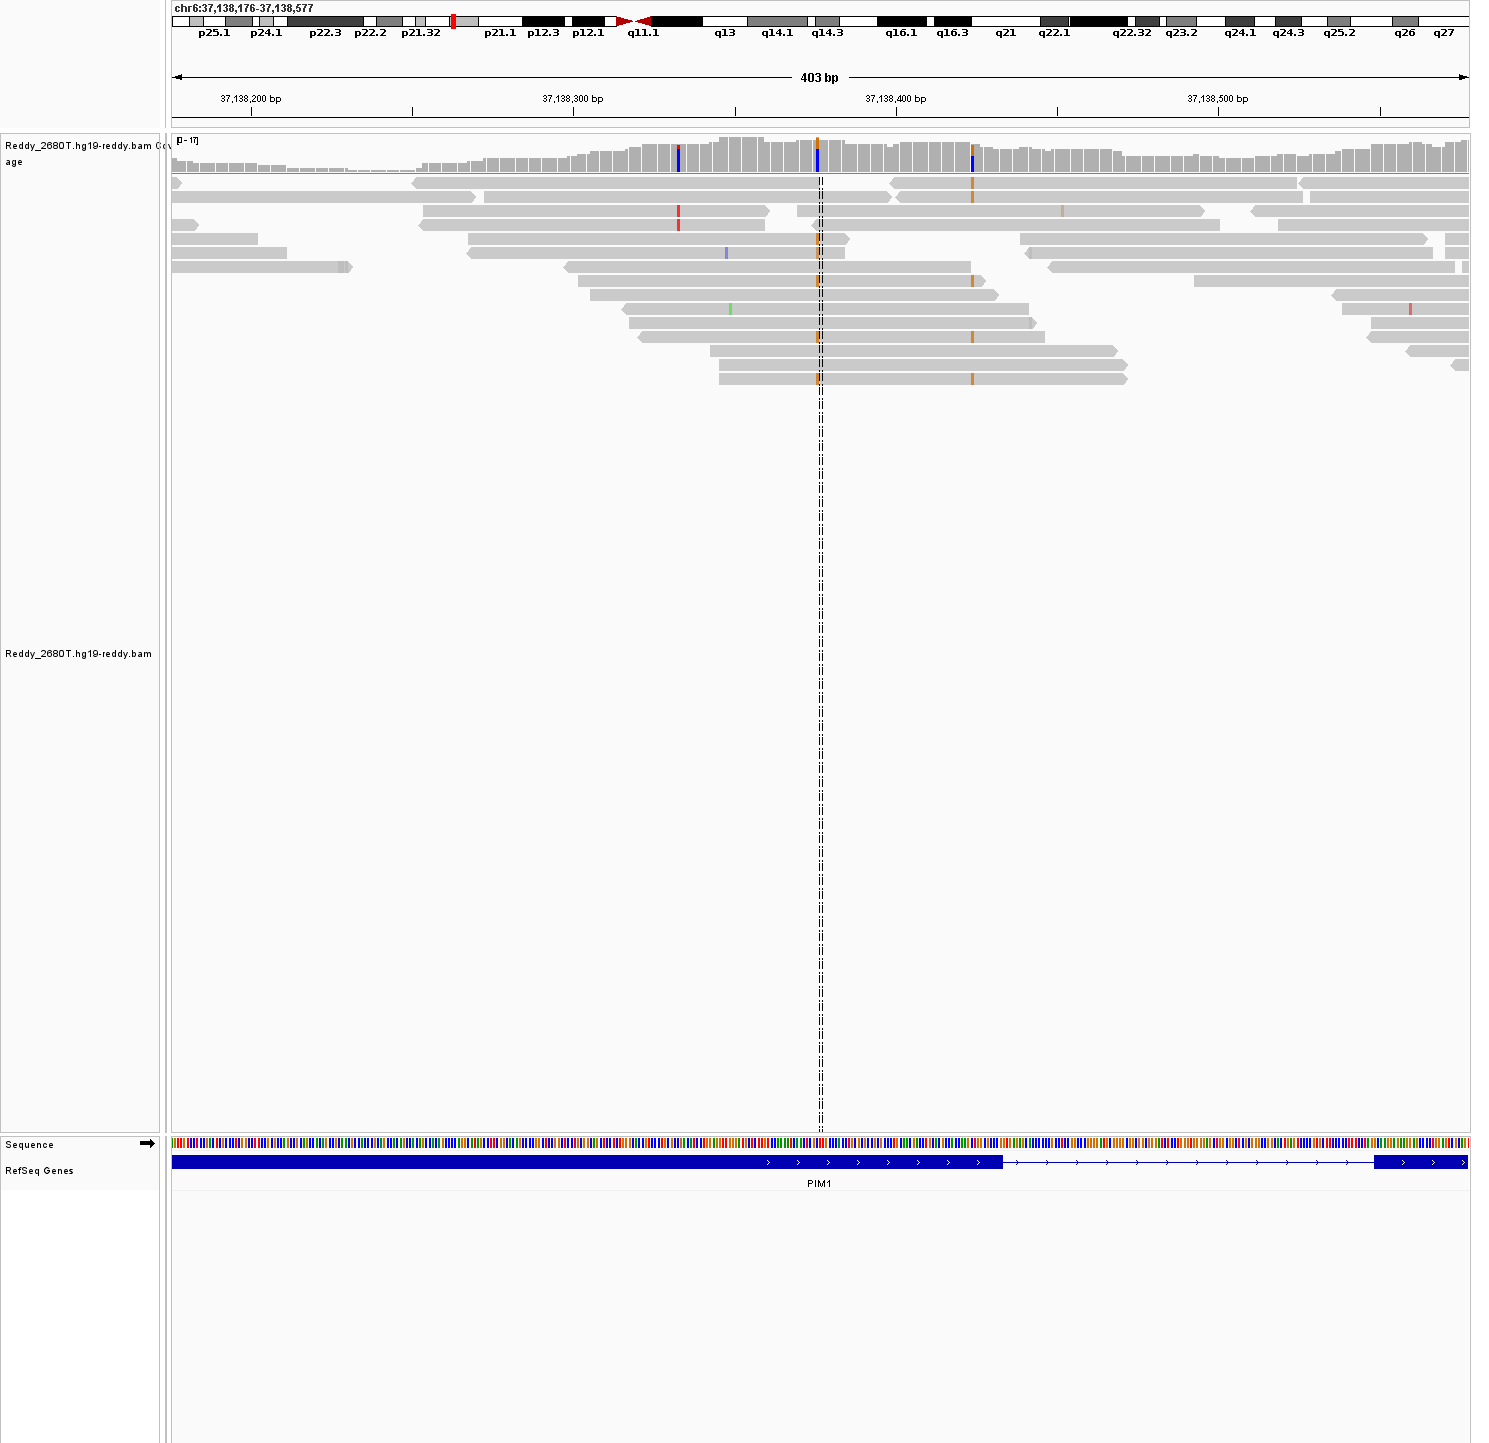 chr6:37,138,176-37,138,577
p25.1 p24.1 p22.3 p22.2 p21.32 p21.1 p12.3 p12.1 q11.1 q13 q14.1 q14.3 q16.1 q16.3 q21 q22.1 q22.32 q23.2 q24.1 q24.3 q25.2 q26 q27
403 bp
37,138,200 bp 37,138,300 bp 37,138,400 bp 37,138,500 bp
Reddy_2680T.hg19-reddy.bam Cov
age
[0 - 17]
Reddy_2680T.hg19-reddy.bam
Sequence
RefSeq Genes
PIM1